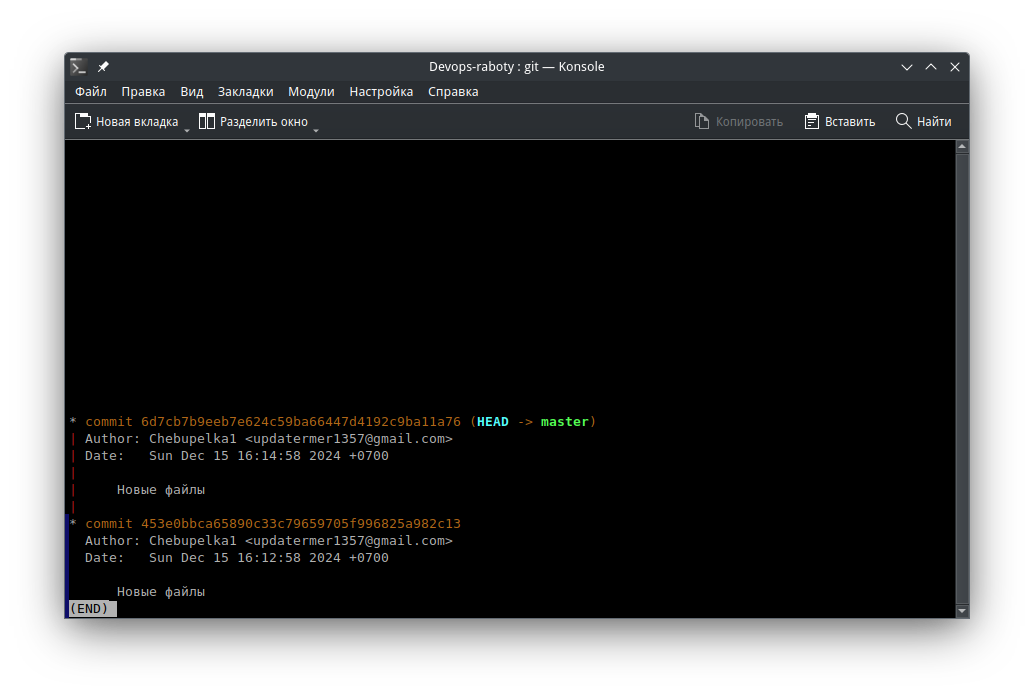 Devops-raboty : git — Konsole
Файл Правка Вид Закладки Модули Настройка Справка
Новая вкладка Разделить окно Копировать Вставить Найти
* commit 6d7cb7b9eeb7e624c59ba66447d4192c9ba11a76 (HEAD -> master)
| Author: Chebupelka1 <updatermer1357@gmail.com>
| Date:   Sun Dec 15 16:14:58 2024 +0700
|
|     Новые файлы
|
* commit 453e0bbca65890c33c79659705f996825a982c13
Author: Chebupelka1 <updatermer1357@gmail.com>
Date:   Sun Dec 15 16:12:58 2024 +0700
Новые файлы
(END)